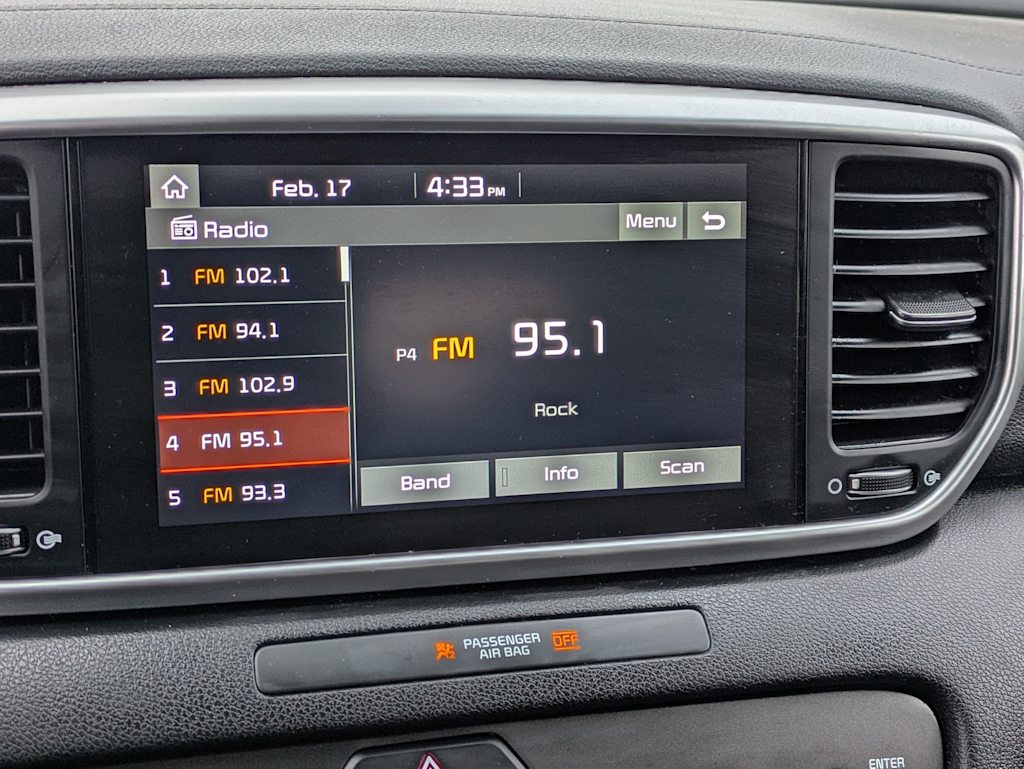 Feb. 17 4:33 PM
Radio Menu
1 FM 102.1
2 FM 94.1
3 FM 102.9
4 FM 95.1
5 FM 93.3
P4 FM 95.1
Rock
Band Info Scan
PASSENGER
AIR BAG OFF
ENTER